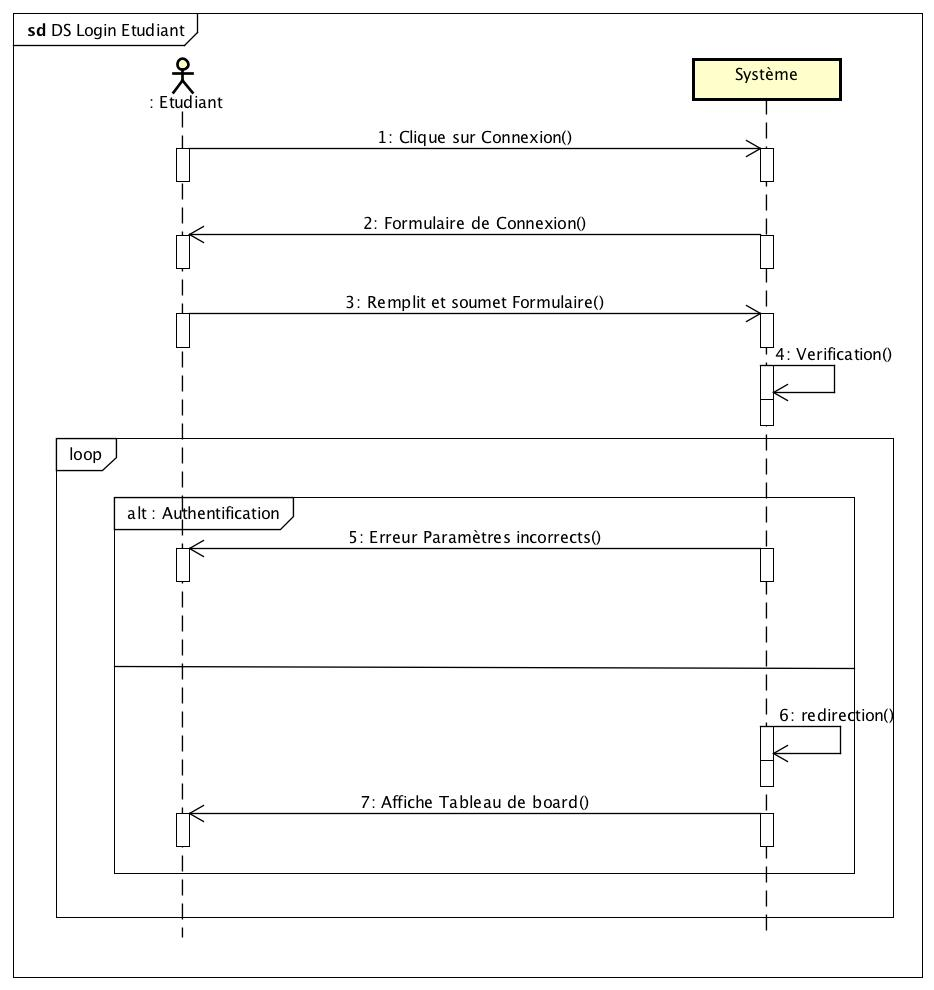 sd DS Login Etudiant
: Etudiant
Système
1: Clique sur Connexion()
2: Formulaire de Connexion()
3: Remplit et soumet Formulaire()
4: Verification()
loop
alt : Authentification
5: Erreur Paramètres incorrects()
6: redirection()
7: Affiche Tableau de board()